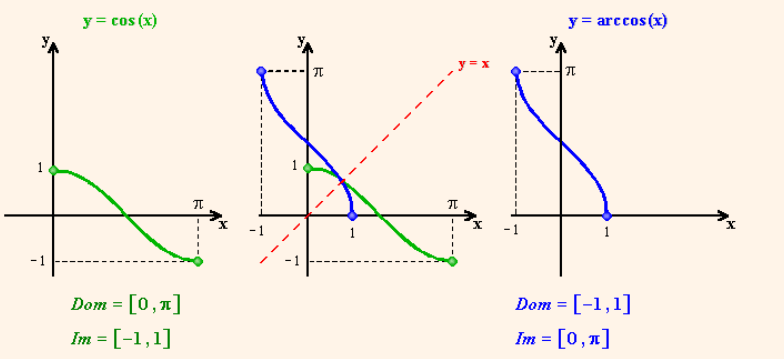 y = cos (x)
y
1
π
x
−1
Dom = [0 , π]
Im = [−1 , 1]
y
π
y = x
1
π
x
−1
1
−1
y = arccos(x)
y
π
x
−1
1
Dom = [−1 , 1]
Im = [0 , π]